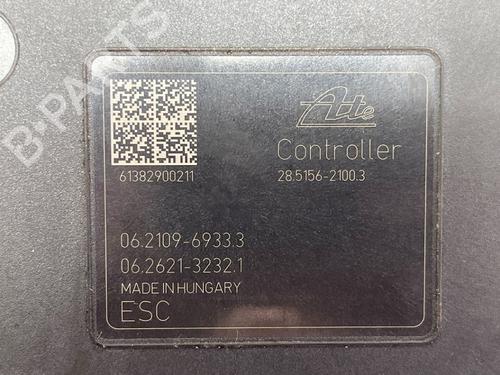 B-PARTS
Ate
Controller
61382900211
28.5156-2100.3
06.2109-6933.3
06.2621-3232.1
MADE IN HUNGARY
ESC